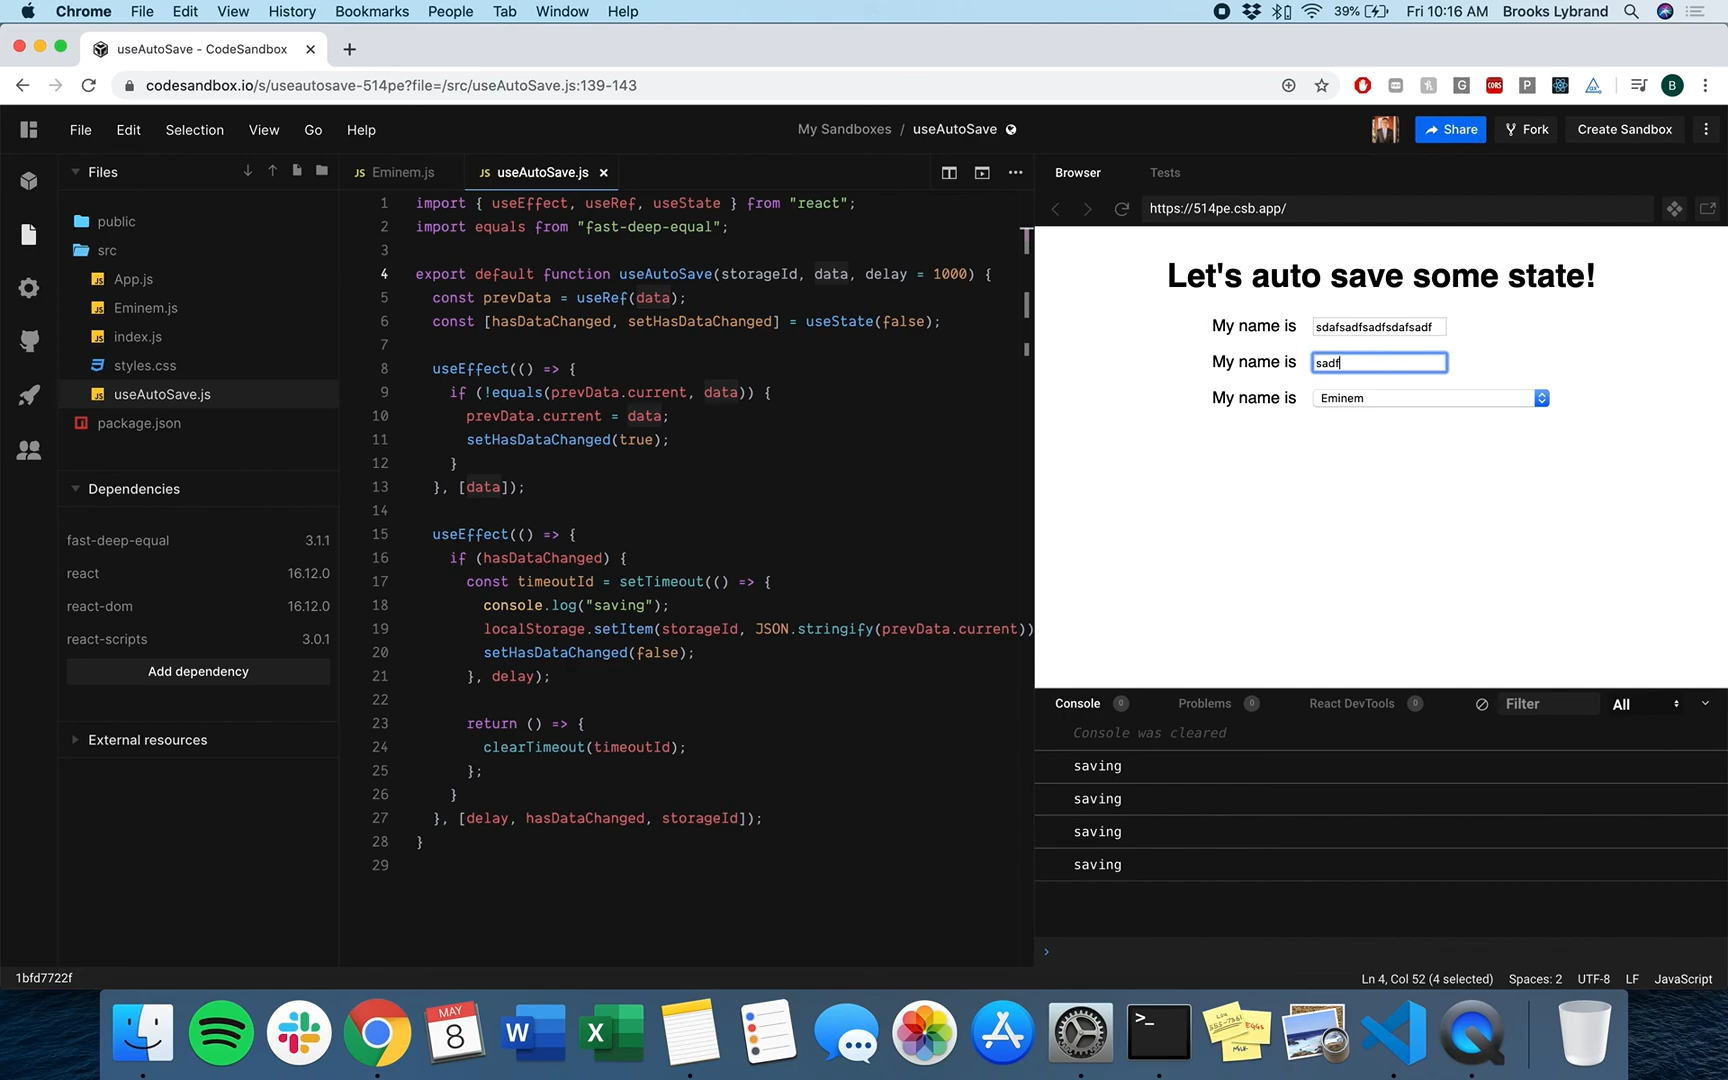 Chrome File Edit View History Bookmarks People Tab Window Help 39% Fri 10:16 AM Brooks Lybrand
useAutoSave - CodeSandbox
codesandbox.io/s/useautosave-514pe?file=/src/useAutoSave.js:139-143
G CORS P B
File Edit Selection View Go Help My Sandboxes / useAutoSave Share Fork Create Sandbox
Files
public
src
App.js
Eminem.js
index.js
styles.css
useAutoSave.js
package.json
Dependencies
fast-deep-equal 3.1.1
react 16.12.0
react-dom 16.12.0
react-scripts 3.0.1
Add dependency
External resources
JS Eminem.js JS useAutoSave.js
1 import { useEffect, useRef, useState } from "react";
2 import equals from "fast-deep-equal";
3
4 export default function useAutoSave(storageId, data, delay = 1000) {
5 const prevData = useRef(data);
6 const [hasDataChanged, setHasDataChanged] = useState(false);
7
8 useEffect(() => {
9 if (!equals(prevData.current, data)) {
10 prevData.current = data;
11 setHasDataChanged(true);
12 }
13 }, [data]);
14
15 useEffect(() => {
16 if (hasDataChanged) {
17 const timeoutId = setTimeout(() => {
18 console.log("saving");
19 localStorage.setItem(storageId, JSON.stringify(prevData.current))
20 setHasDataChanged(false);
21 }, delay);
22
23 return () => {
24 clearTimeout(timeoutId);
25 };
26 }
27 }, [delay, hasDataChanged, storageId]);
28 }
29
Browser Tests
https://514pe.csb.app/
Let's auto save some state!
My name is sdafsadfsadfsdafsadf
My name is sadf
My name is Eminem
Console 0 Problems 0 React DevTools 0 Filter All
Console was cleared
saving
saving
saving
saving
1bfd7722f Ln 4, Col 52 (4 selected) Spaces: 2 UTF-8 LF JavaScript
MAY
8
W
X
>_